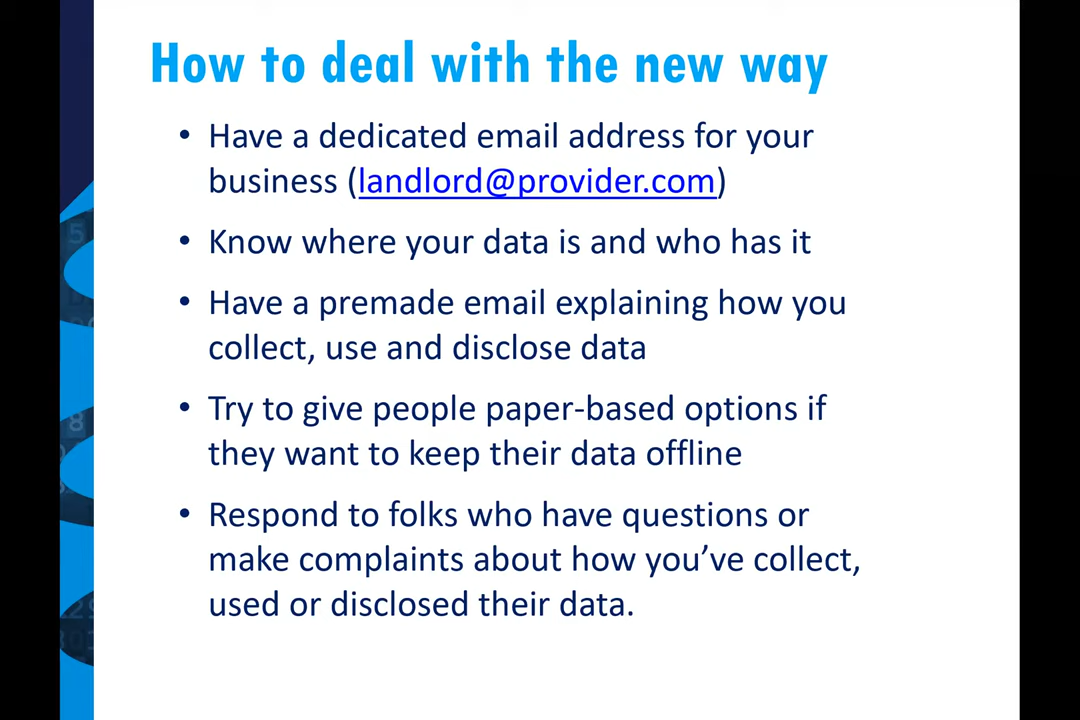 How to deal with the new way
• Have a dedicated email address for your
business (landlord@provider.com)
• Know where your data is and who has it
• Have a premade email explaining how you
collect, use and disclose data
• Try to give people paper-based options if
they want to keep their data offline
• Respond to folks who have questions or
make complaints about how you’ve collect,
used or disclosed their data.